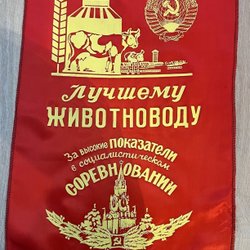 Лучшему
ЖИВОТНОВОДУ
За высокие ПОКАЗАТЕЛИ
в социалистическом
СОРЕВНОВАНИИ